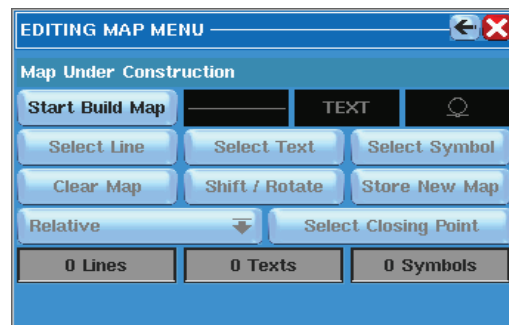 EDITING MAP MENU
Map Under Construction
Start Build Map TEXT
Select Line Select Text Select Symbol
Clear Map Shift / Rotate Store New Map
Relative Select Closing Point
0 Lines 0 Texts 0 Symbols